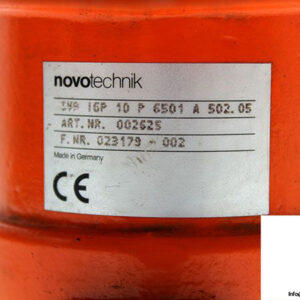 novotechnik
TYP IGP 10 P 6501 A 502.05
ART.NR. 002625
F.NR. 023179 - 002
Made in Germany
CE